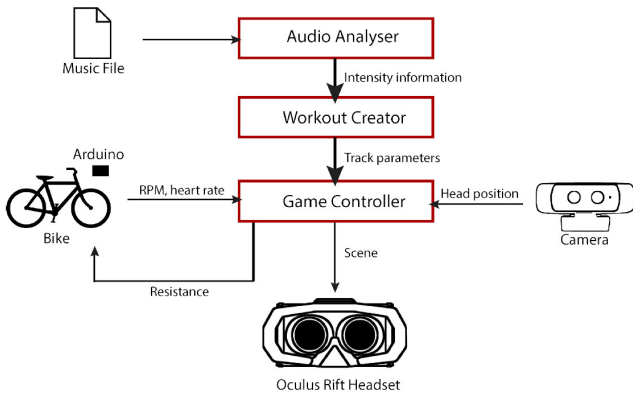 Audio Analyser
Music File
Intensity information
Workout Creator
Arduino
Track parameters
RPM, heart rate
Game Controller
Head position
Bike
Camera
Scene
Resistance
Oculus Rift Headset